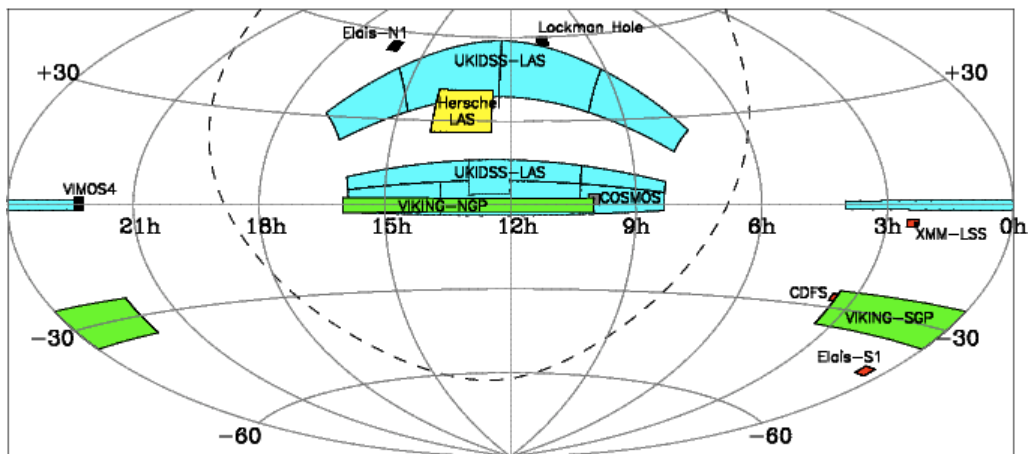 Elais-N1
Lockman Hole
UKIDSS-LAS
+30
+30
Hersche
LAS
UKIDSS-LAS
VIMOS4
COSMOS
VIKING-NGP
21h
18h
15h
12h
9h
6h
3h
0h
XMM-LSS
CDFS
VIKING-SGP
-30
-30
Elais-S1
-60
-60